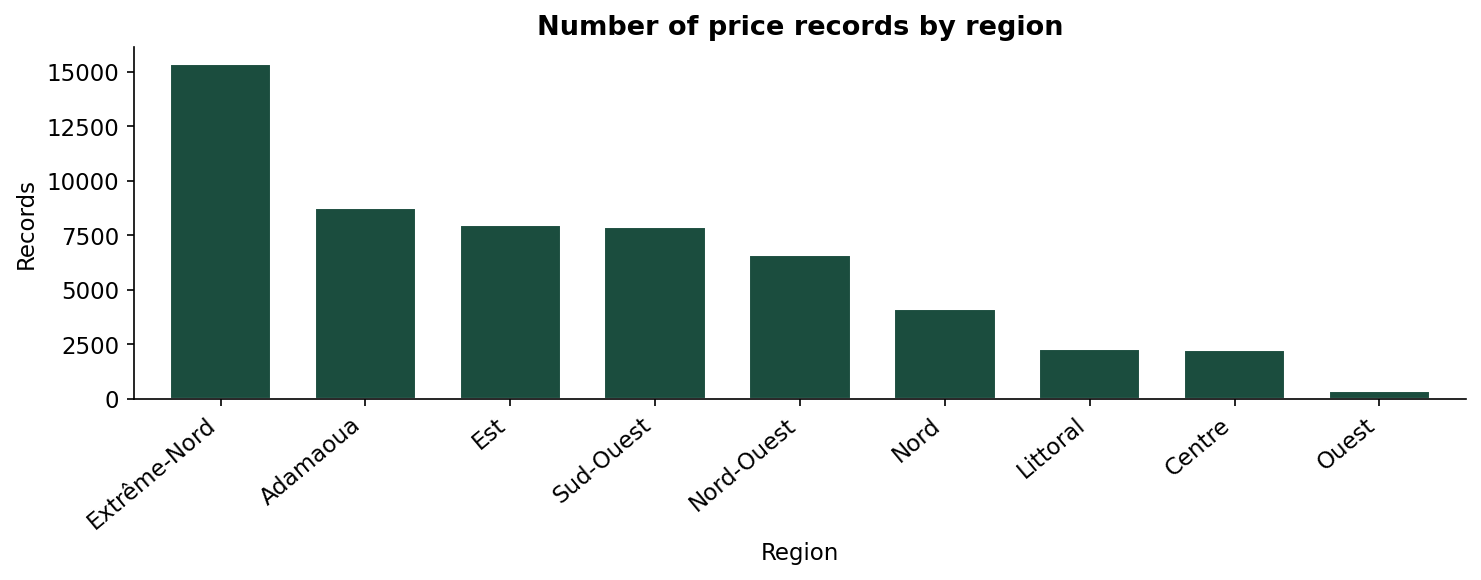 Number of price records by region
Records
15000
12500
10000
7500
5000
2500
0
Extrême-Nord
Adamaoua
Est
Sud-Ouest
Nord-Ouest
Nord
Littoral
Centre
Ouest
Region